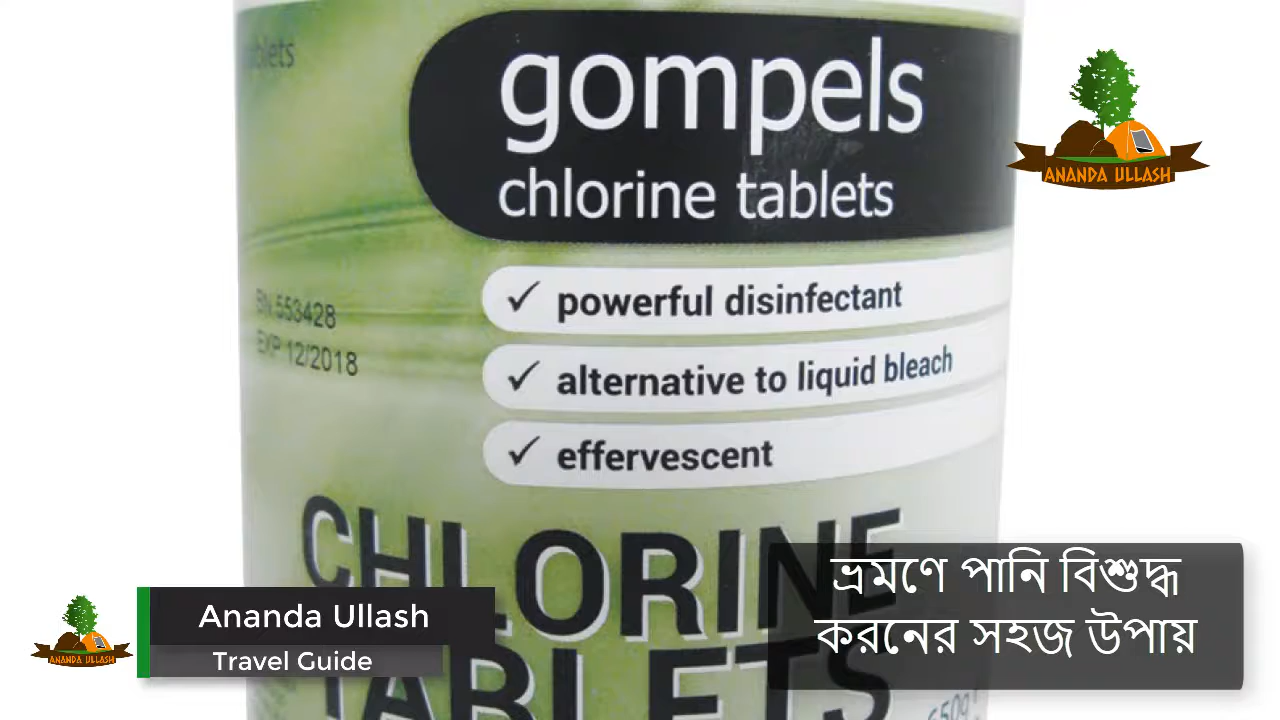 gompels
chlorine tablets
✓ powerful disinfectant
✓ alternative to liquid bleach
✓ effervescent
553428
EXP 12/2018
CHLORINE
TABLETS
650g
ANANDA ULLASH
ভ্রমণে পানি বিশুদ্ধ
করনের সহজ উপায়
ANANDA ULLASH
Ananda Ullash
Travel Guide